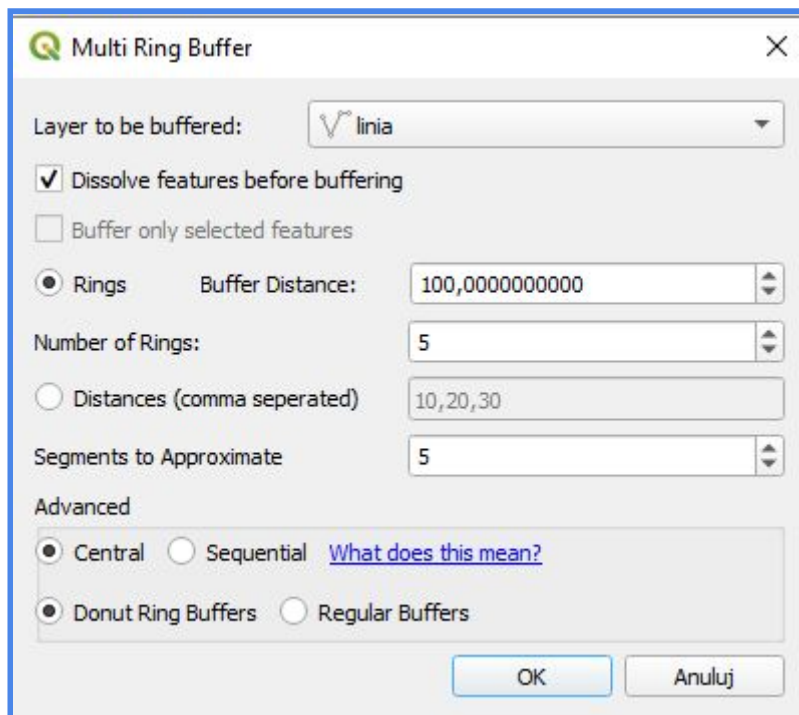 Multi Ring Buffer
Layer to be buffered: linia
Dissolve features before buffering
Buffer only selected features
Rings Buffer Distance: 100,0000000000
Number of Rings: 5
Distances (comma seperated) 10,20,30
Segments to Approximate 5
Advanced
Central Sequential What does this mean?
Donut Ring Buffers Regular Buffers
OK Anuluj